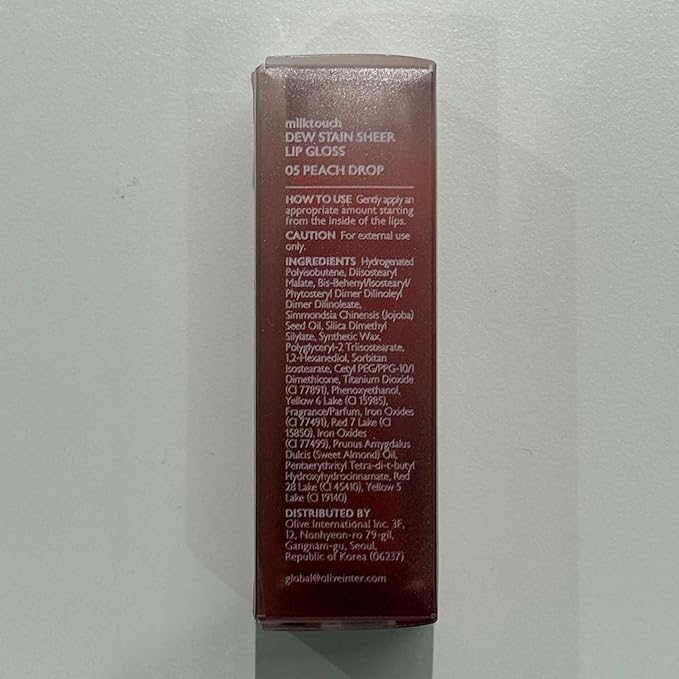 milktouch
DEW STAIN SHEER
LIP GLOSS
05 PEACH DROP
HOW TO USE Gently apply an
appropriate amount starting
from the inside of the lips.
CAUTION For external use
only.
INGREDIENTS Hydrogenated
Polyisobutene, Diisostearyl
Malate, Bis-Behenyl/Isostearyl/
Phytosteryl Dimer Dilinoleyl
Dimer Dilinoleate,
Simmondsia Chinensis (Jojoba)
Seed Oil, Silica Dimethyl
Silylate, Synthetic Wax,
Polyglyceryl-2 Triisostearate,
1,2-Hexanediol, Sorbitan
Isostearate, Cetyl PEG/PPG-10/1
Dimethicone, Titanium Dioxide
(CI 77891), Phenoxyethanol,
Yellow 6 Lake (CI 15985),
Fragrance/Parfum, Iron Oxides
(CI 77491), Red 7 Lake (CI
15850), Iron Oxides
(CI 77499), Prunus Amygdalus
Dulcis (Sweet Almond) Oil,
Pentaerythrityl Tetra-di-t-butyl
Hydroxyhydrocinnamate, Red
28 Lake (CI 45410), Yellow 5
Lake (CI 19140)
DISTRIBUTED BY
Olive International Inc. 3F,
12, Nonhyeon-ro 79-gil,
Gangnam-gu, Seoul,
Republic of Korea (06237)
global@oliveinter.com